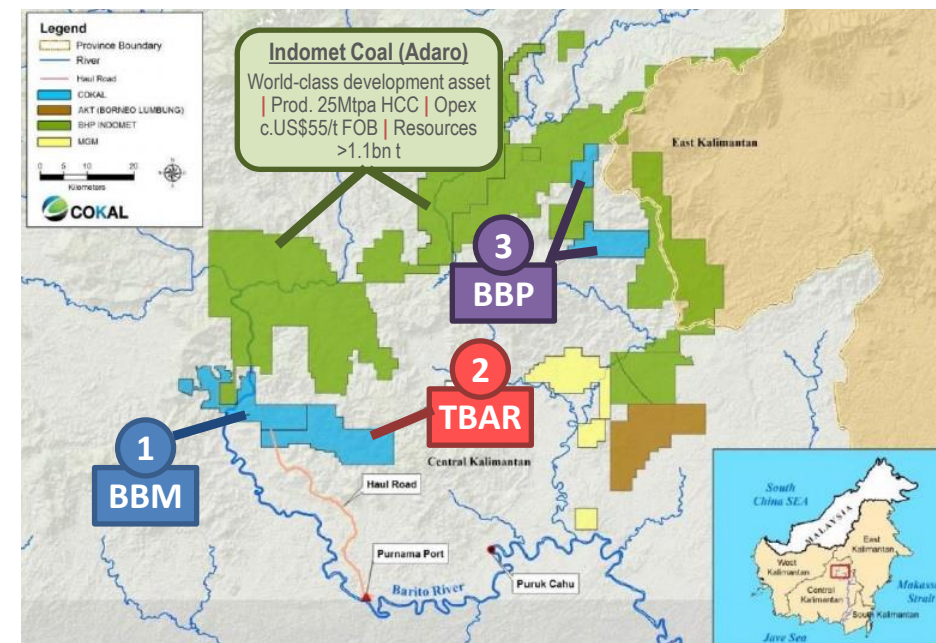 Legend
Province Boundary
River
Haul Road
COKAL
AKT (BORNEO LUMBUNG)
BHP INDOMET
MGM
0 5 10 20
Kilometers
N
COKAL
Indomet Coal (Adaro)
World-class development asset
| Prod. 25Mtpa HCC | Opex
c.US$55/t FOB | Resources
>1.1bn t
East Kalimantan
3
BBP
2
TBAR
1
BBM
Central Kalimantan
Haul Road
Purnama Port
Barito River
Puruk Cahu
South
China SEA
MALAYSIA
East
Kalimantan
West
Kalimantan
Central
Kalimantan
South Kalimantan
Makassar
Strait
Jave Sea